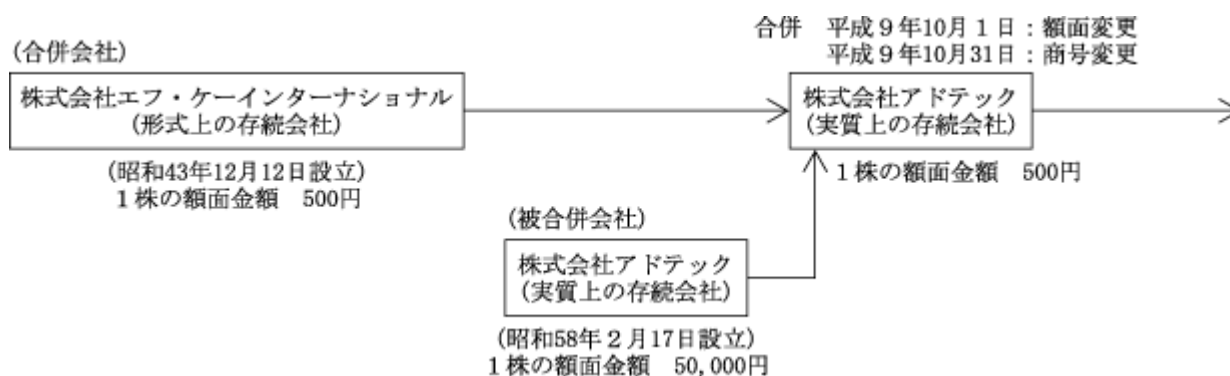 合併　平成９年10月１日：額面変更
平成９年10月31日：商号変更
(合併会社)
株式会社エフ・ケーインターナショナル
(形式上の存続会社)
株式会社アドテック
(実質上の存続会社)
(昭和43年12月12日設立)
１株の額面金額　500円
１株の額面金額　500円
(被合併会社)
株式会社アドテック
(実質上の存続会社)
(昭和58年２月17日設立)
１株の額面金額　50,000円